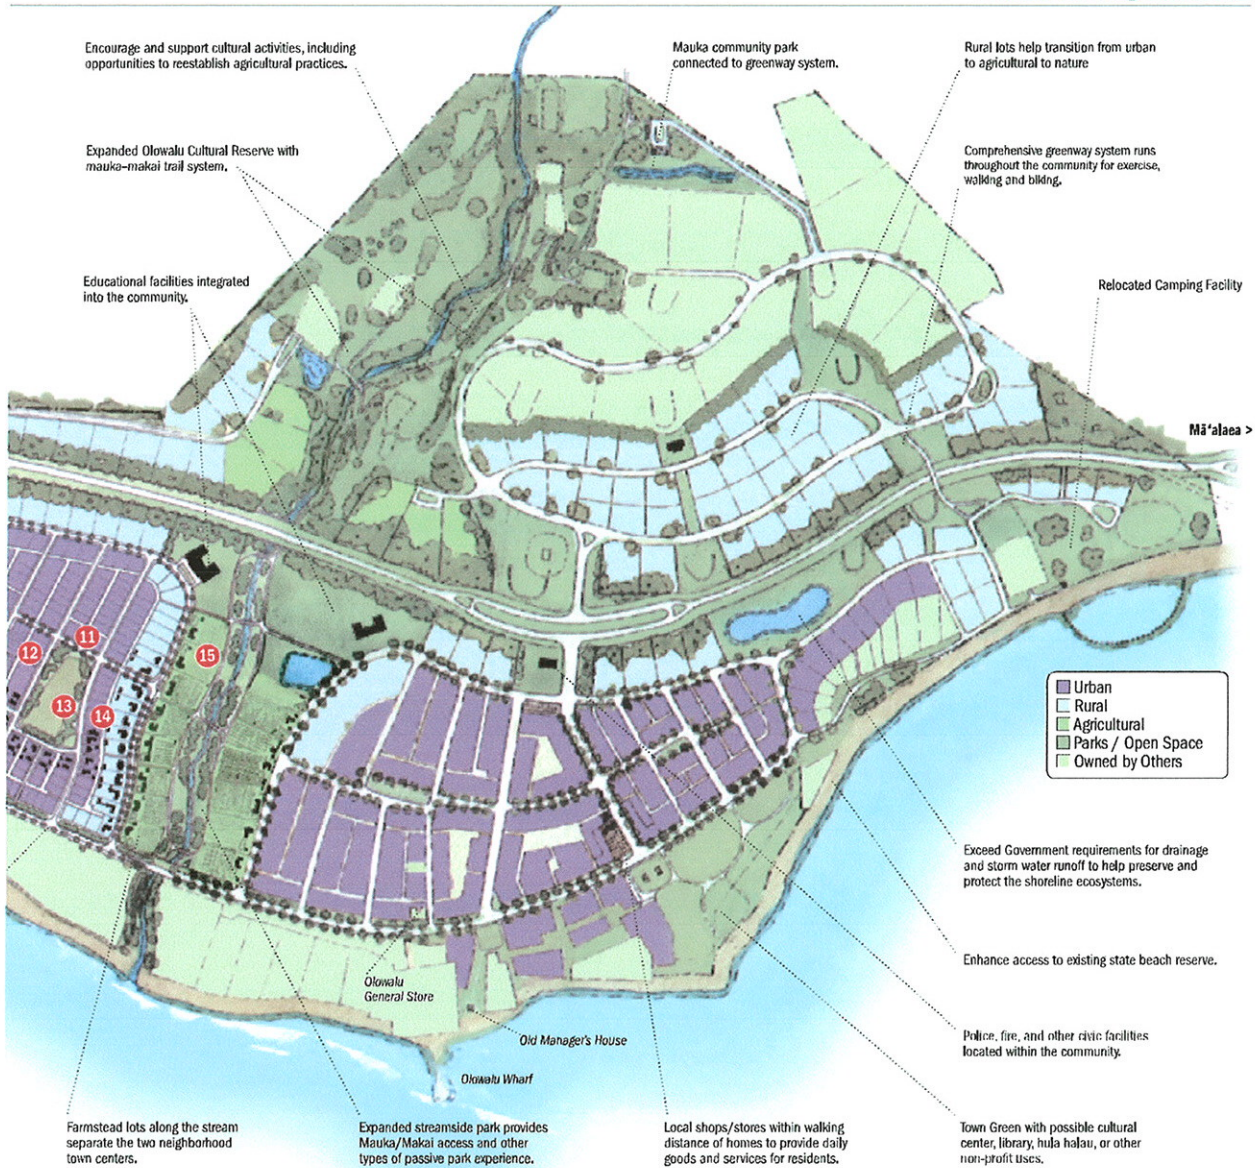 Encourage and support cultural activities, including
opportunities to reestablish agricultural practices.
Mauka community park
connected to greenway system.
Rural lots help transition from urban
to agricultural to nature
Expanded Olowalu Cultural Reserve with
mauka–makai trail system.
Comprehensive greenway system runs
throughout the community for exercise,
walking and biking.
Educational facilities integrated
into the community.
Relocated Camping Facility
Mā‘alaea >
11
12
13
14
15
Urban
Rural
Agricultural
Parks / Open Space
Owned by Others
Exceed Government requirements for drainage
and storm water runoff to help preserve and
protect the shoreline ecosystems.
Enhance access to existing state beach reserve.
Olowalu
General Store
Old Manager's House
Olowalu Wharf
Police, fire, and other civic facilities
located within the community.
Farmstead lots along the stream
separate the two neighborhood
town centers.
Expanded streamside park provides
Mauka/Makai access and other
types of passive park experience.
Local shops/stores within walking
distance of homes to provide daily
goods and services for residents.
Town Green with possible cultural
center, library, hula halau, or other
non-profit uses.